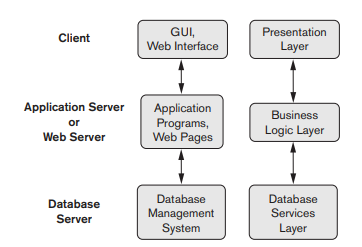 Client
GUI,
Web Interface
Presentation
Layer
Application Server
or
Web Server
Application
Programs,
Web Pages
Business
Logic Layer
Database
Server
Database
Management
System
Database
Services
Layer